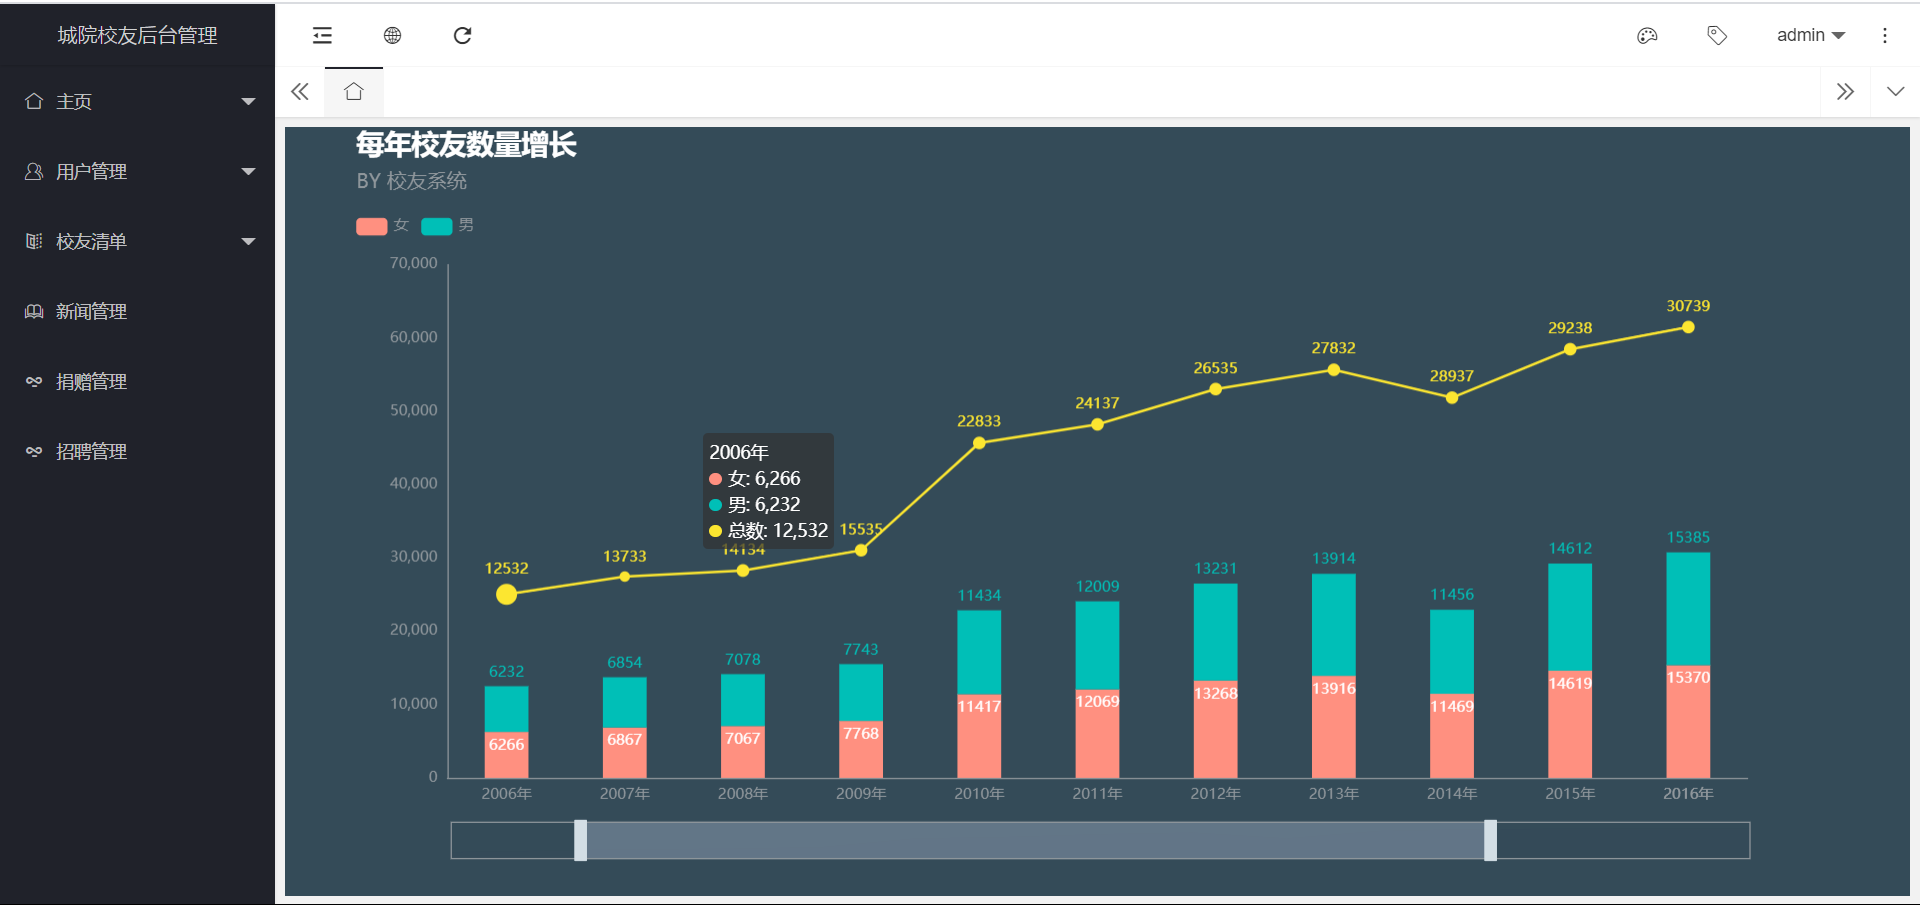 城院校友后台管理
admin
主页
用户管理
校友清单
新闻管理
捐赠管理
招聘管理
每年校友数量增长
BY 校友系统
女 男
70,000
60,000
50,000
40,000
30,000
20,000
10,000
0
2006年
女: 6,266
男: 6,232
总数: 12,532
12532 13733 14134 15535 22833 24137 26535 27832 28937 29238 30739
6232 6854 7078 7743 11434 12009 13231 13914 11456 14612 15385
6266 6867 7067 7768 11417 12069 13268 13916 11469 14619 15370
2006年 2007年 2008年 2009年 2010年 2011年 2012年 2013年 2014年 2015年 2016年